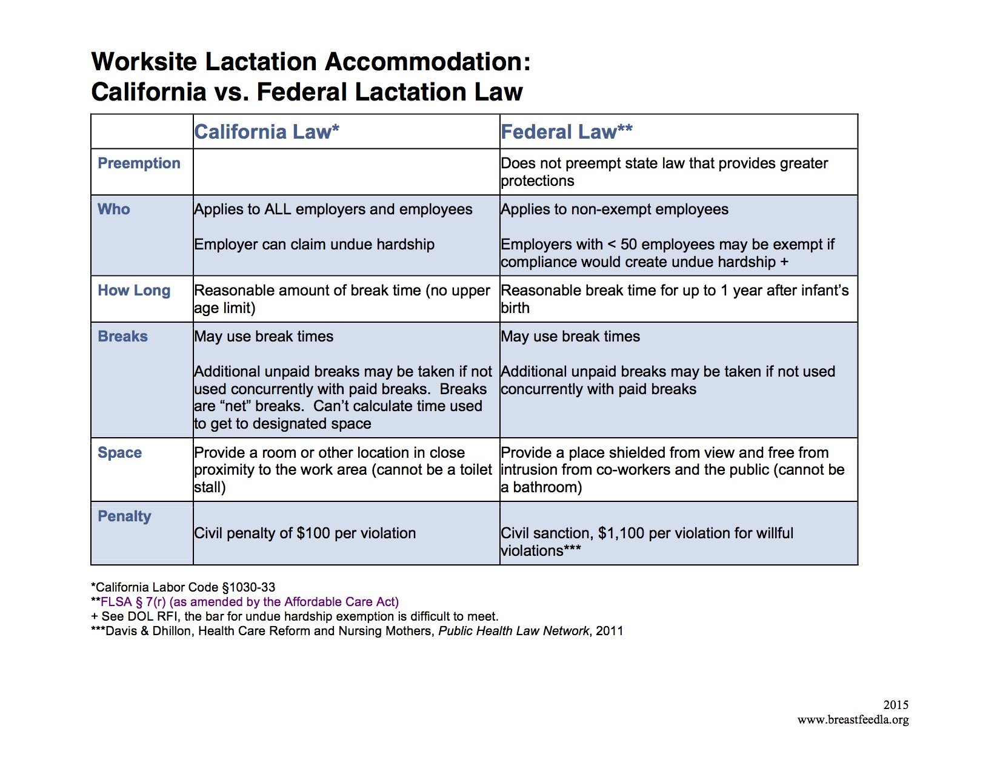 Worksite Lactation Accommodation:
California vs. Federal Lactation Law
California Law*
Federal Law**
Preemption
Does not preempt state law that provides greater
protections
Who
Applies to ALL employers and employees
Employer can claim undue hardship
Applies to non-exempt employees
Employers with < 50 employees may be exempt if
compliance would create undue hardship +
How Long
Reasonable amount of break time (no upper
age limit)
Reasonable break time for up to 1 year after infant’s
birth
Breaks
May use break times
Additional unpaid breaks may be taken if not
used concurrently with paid breaks.  Breaks
are “net” breaks.  Can’t calculate time used
to get to designated space
May use break times
Additional unpaid breaks may be taken if not used
concurrently with paid breaks
Space
Provide a room or other location in close
proximity to the work area (cannot be a toilet
stall)
Provide a place shielded from view and free from
intrusion from co-workers and the public (cannot be
a bathroom)
Penalty
Civil penalty of $100 per violation
Civil sanction, $1,100 per violation for willful
violations***
*California Labor Code §1030-33
**FLSA § 7(r) (as amended by the Affordable Care Act)
+ See DOL RFI, the bar for undue hardship exemption is difficult to meet.
***Davis & Dhillon, Health Care Reform and Nursing Mothers, Public Health Law Network, 2011
2015
www.breastfeedla.org